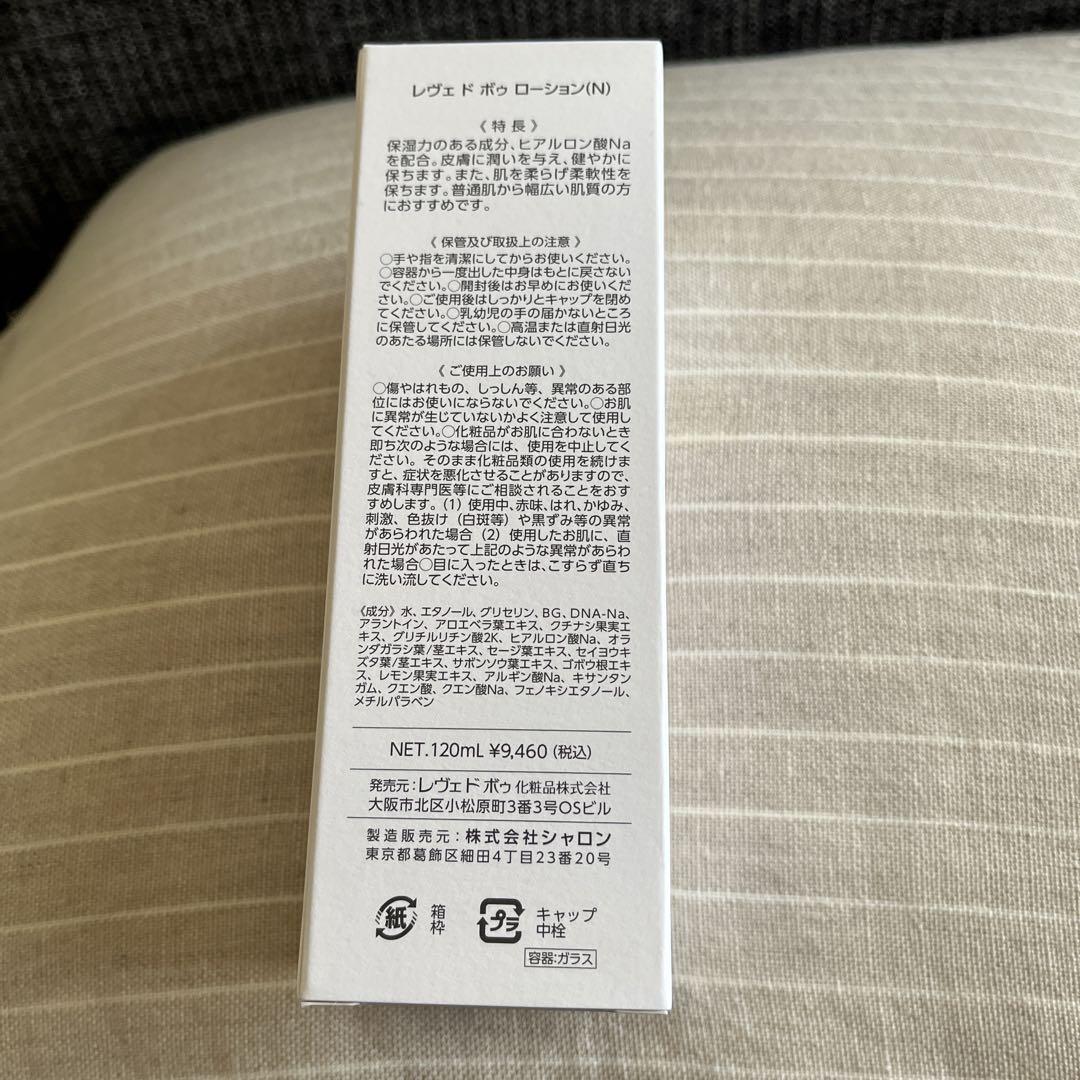 レヴェ ド ボゥ ローション(N)
《 特 長 》
保湿力のある成分、ヒアルロン酸Na
を配合。皮膚に潤いを与え、健やかに
保ちます。また、肌を柔らげ柔軟性を
保ちます。普通肌から幅広い肌質の方
におすすめです。
《 保管及び取扱上の注意 》
○手や指を清潔にしてからお使いください。
○容器から一度出した中身はもとに戻さない
でください。○開封後はお早めにお使いくだ
さい。○ご使用後はしっかりとキャップを閉め
てください。○乳幼児の手の届かないところ
に保管してください。○高温または直射日光
のあたる場所には保管しないでください。
《 ご使用上のお願い 》
○傷やはれもの、しっしん等、異常のある部
位にはお使いにならないでください。○お肌
に異常が生じていないかよく注意して使用し
てください。○化粧品がお肌に合わないとき
即ち次のような場合には、使用を中止してく
ださい。そのまま化粧品類の使用を続けま
すと、症状を悪化させることがありますので、
皮膚科専門医等にご相談されることをおす
すめします。(1) 使用中、赤味、はれ、かゆみ、
刺激、色抜け（白斑等）や黒ずみ等の異常
があらわれた場合（2）使用したお肌に、直
射日光があたって上記のような異常があらわ
れた場合○目に入ったときは、こすらず直ち
に洗い流してください。
《成分》水、エタノール、グリセリン、BG、DNA-Na、
アラントイン、アロエベラ葉エキス、クチナシ果実エ
キス、グリチルリチン酸2K、ヒアルロン酸Na、オラ
ンダガラシ葉/茎エキス、セージ葉エキス、セイヨウキ
ズタ葉/茎エキス、サボンソウ葉エキス、ゴボウ根エキ
ス、レモン果実エキス、アルギン酸Na、キサンタン
ガム、クエン酸、クエン酸Na、フェノキシエタノール、
メチルパラベン
NET.120mL ¥9,460 (税込)
発売元：レヴェド ボゥ 化粧品株式会社
大阪市北区小松原町3番3号OSビル
製造販売元：株式会社シャロン
東京都葛飾区細田4丁目23番20号
紙 箱 枠 プラ キャップ
中栓
容器:ガラス